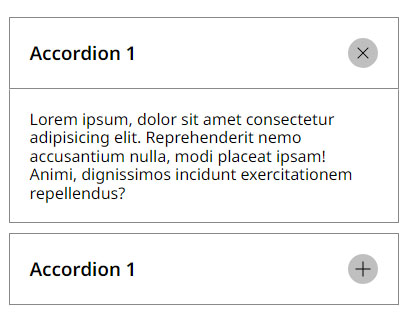 Accordion 1
Lorem ipsum, dolor sit amet consectetur
adipisicing elit. Reprehenderit nemo
accusantium nulla, modi placeat ipsam!
Animi, dignissimos incidunt exercitationem
repellendus?
Accordion 1